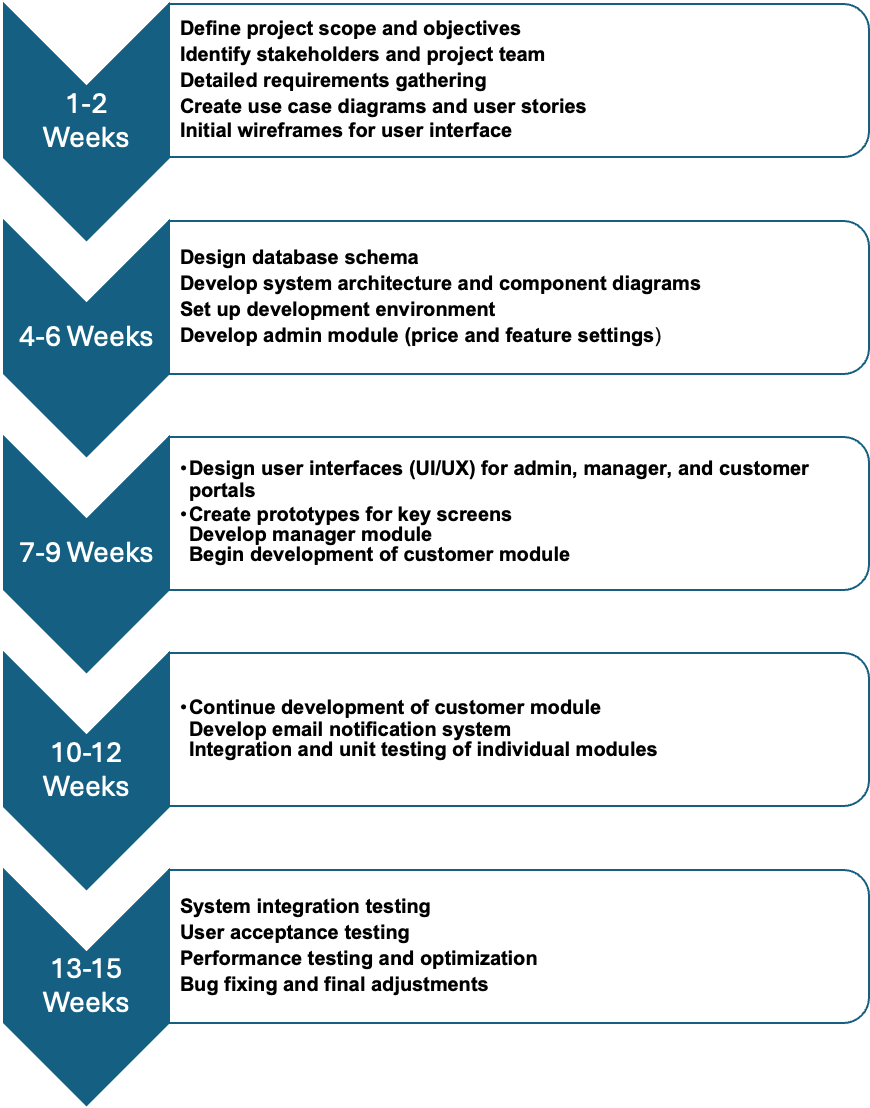 1-2
Weeks
Define project scope and objectives
Identify stakeholders and project team
Detailed requirements gathering
Create use case diagrams and user stories
Initial wireframes for user interface
4-6 Weeks
Design database schema
Develop system architecture and component diagrams
Set up development environment
Develop admin module (price and feature settings)
7-9 Weeks
•Design user interfaces (UI/UX) for admin, manager, and customer
portals
•Create prototypes for key screens
Develop manager module
Begin development of customer module
10-12
Weeks
•Continue development of customer module
Develop email notification system
Integration and unit testing of individual modules
13-15
Weeks
System integration testing
User acceptance testing
Performance testing and optimization
Bug fixing and final adjustments